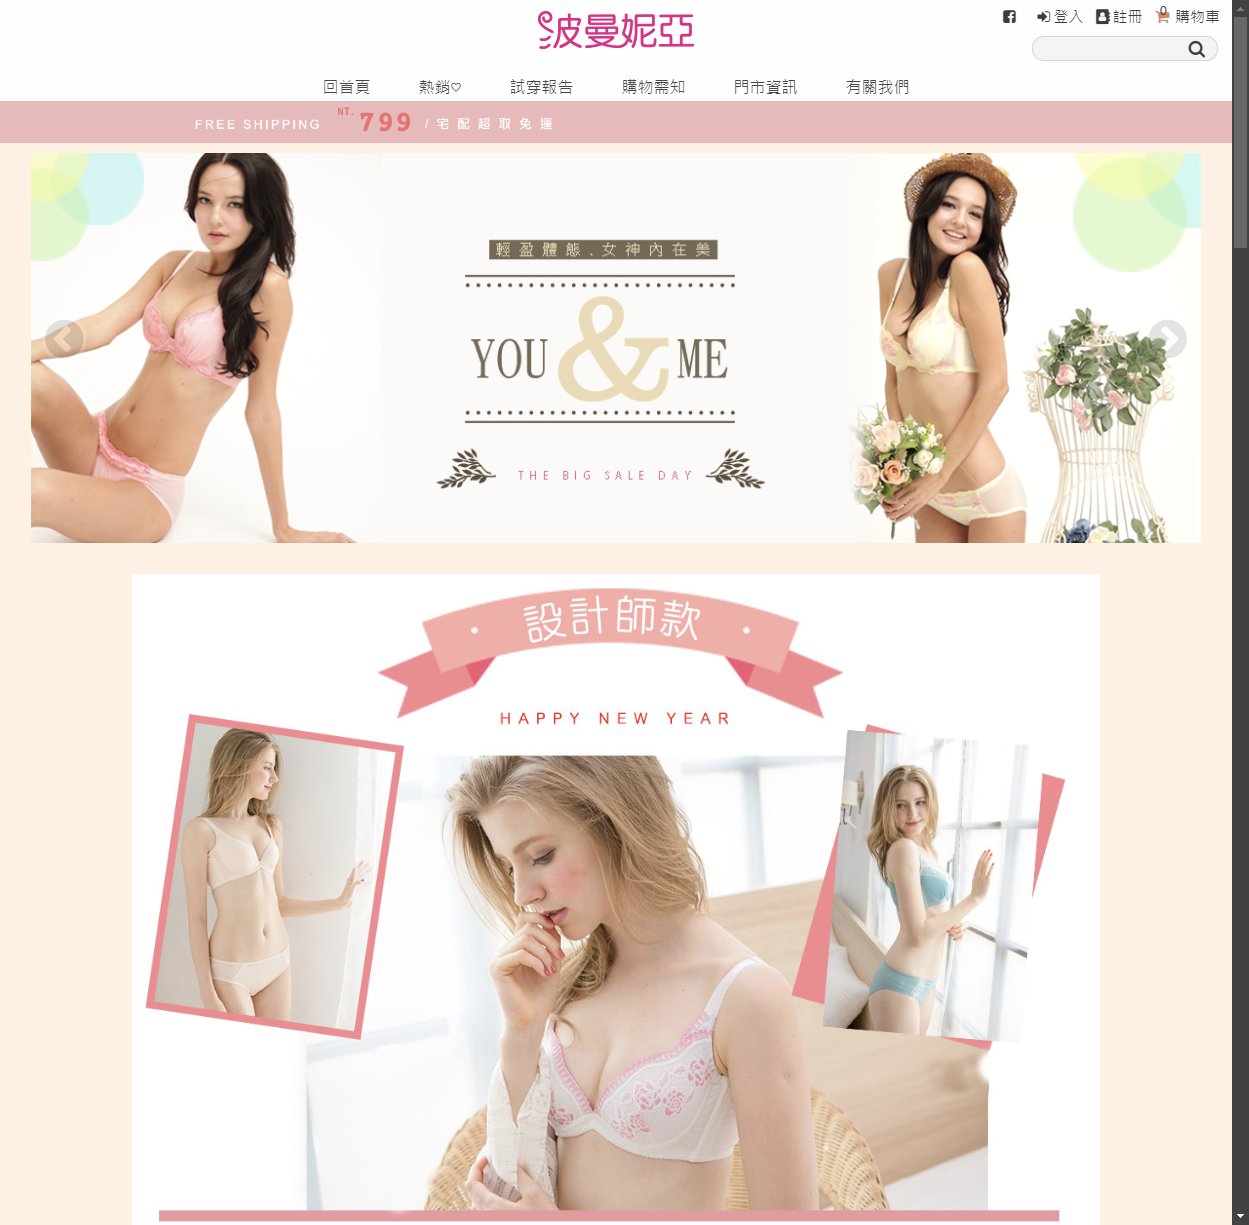 波曼妮亞
登入 註冊 0 購物車
回首頁 熱銷♡ 試穿報告 購物需知 門市資訊 有關我們
FREE SHIPPING NT. 799 / 宅配超取免運
輕盈體態.女神內在美
YOU & ME
THE BIG SALE DAY
設計師款
HAPPY NEW YEAR